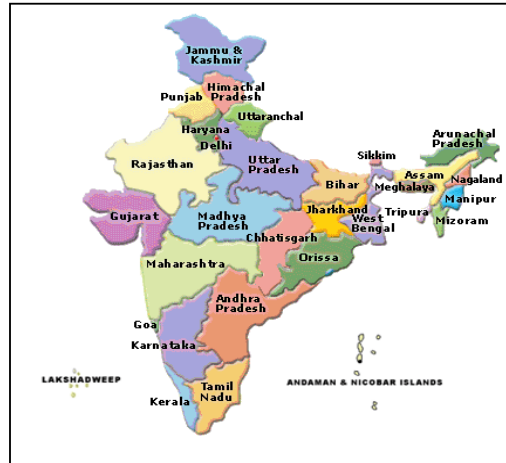 Jammu &
Kashmir
Himachal
Pradesh
Punjab
Uttaranchal
Haryana
Delhi
Arunachal
Pradesh
Rajasthan
Uttar
Pradesh
Sikkim
Assam
Nagaland
Bihar
Meghalaya
Manipur
Gujarat
Madhya
Pradesh
Jharkhand
West
Bengal
Tripura
Mizoram
Chhatisgarh
Maharashtra
Orissa
Andhra
Pradesh
Goa
Karnataka
LAKSHADWEEP
ANDAMAN & NICOBAR ISLANDS
Tamil
Nadu
Kerala